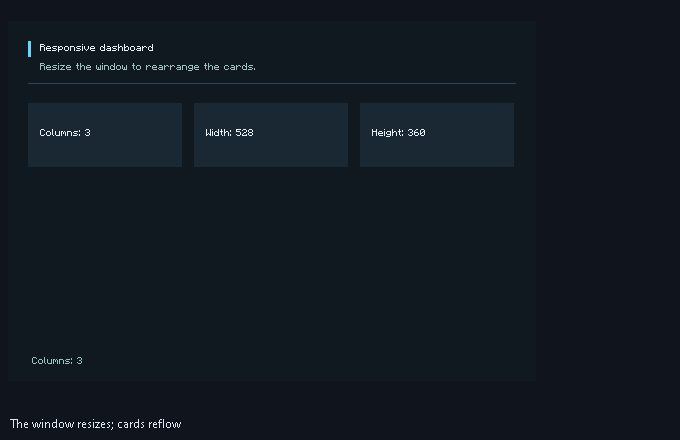 Responsive dashboard
Resize the window to rearrange the cards.
Columns: 3
Width: 528
Height: 360
Columns: 3
The window resizes; cards reflow